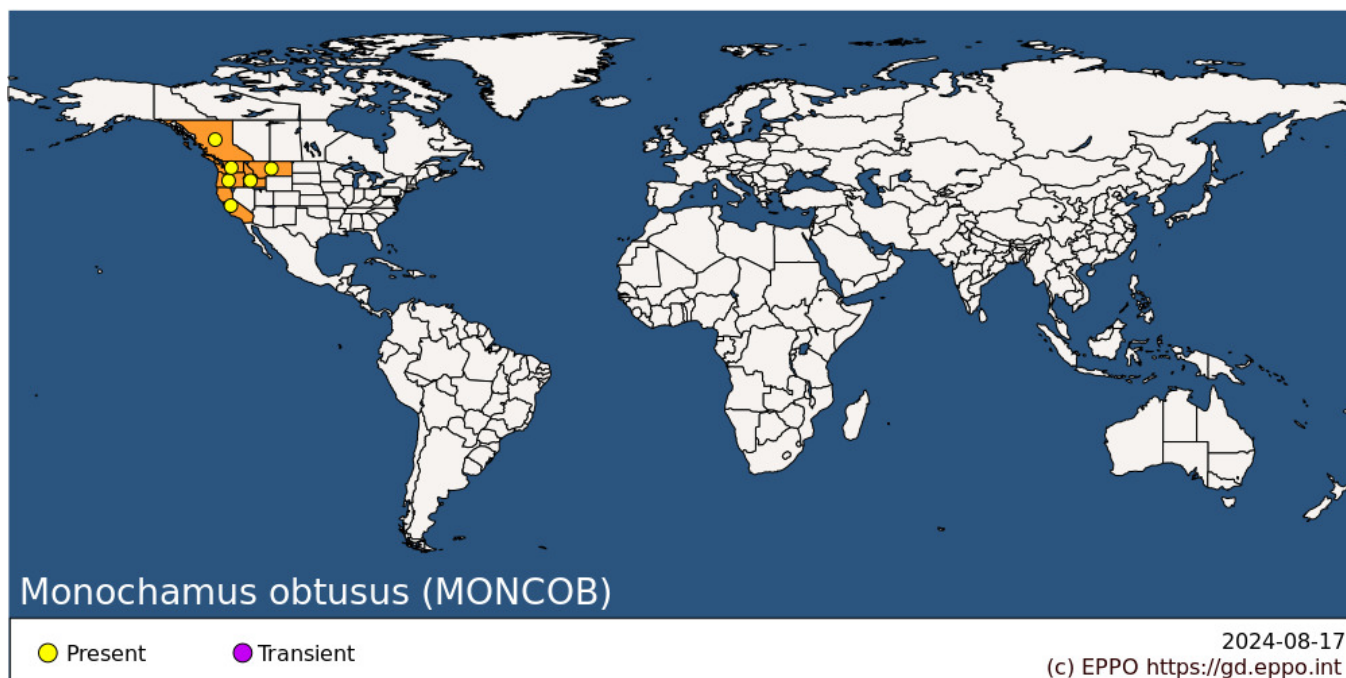 Monochamus obtusus (MONCOB)
Present
Transient
2024-08-17
(c) EPPO https://gd.eppo.int